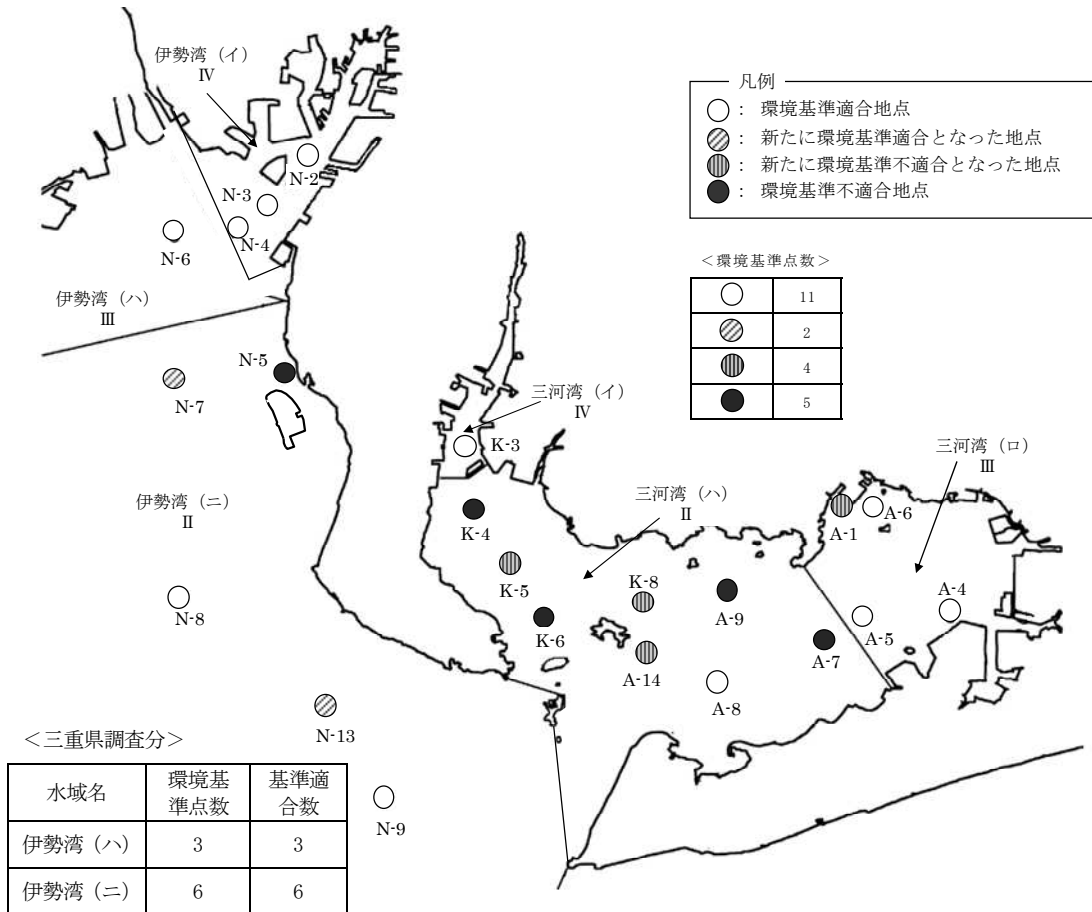 伊勢湾（イ）
Ⅳ
N-2
N-3
N-4
N-6
伊勢湾（ハ）
Ⅲ
N-5
N-7
伊勢湾（ニ）
Ⅱ
N-8
N-13
N-9
凡例
： 環境基準適合地点
： 新たに環境基準適合となった地点
： 新たに環境基準不適合となった地点
： 環境基準不適合地点
＜環境基準点数＞
11
2
4
5
三河湾（イ）
Ⅳ
K-3
三河湾（ロ）
Ⅲ
三河湾（ハ）
Ⅱ
K-4
K-5
K-6
K-8
A-14
A-9
A-8
A-7
A-1
A-6
A-5
A-4
＜三重県調査分＞
水域名 環境基準点数 基準適合数
伊勢湾（ハ） 3 3
伊勢湾（ニ） 6 6